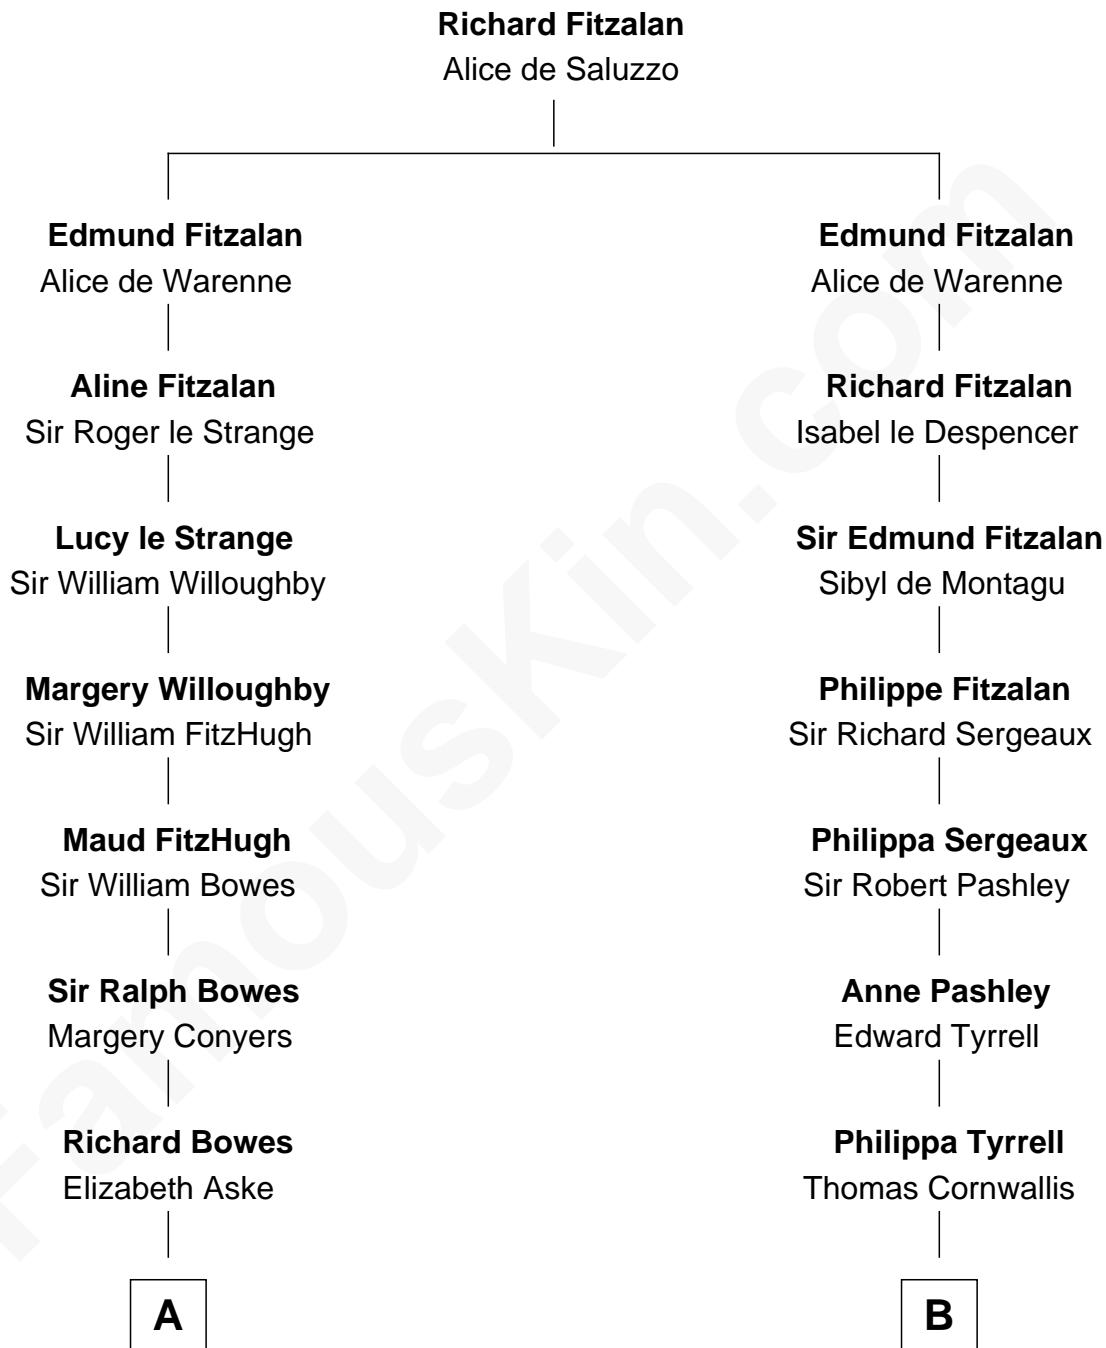 Richard Fitzalan
Alice de Saluzzo
Edmund Fitzalan
Alice de Warenne
Aline Fitzalan
Sir Roger le Strange
Lucy le Strange
Sir William Willoughby
Margery Willoughby
Sir William FitzHugh
Maud FitzHugh
Sir William Bowes
Sir Ralph Bowes
Margery Conyers
Richard Bowes
Elizabeth Aske
A
Edmund Fitzalan
Alice de Warenne
Richard Fitzalan
Isabel le Despencer
Sir Edmund Fitzalan
Sibyl de Montagu
Philippe Fitzalan
Sir Richard Sergeaux
Philippa Sergeaux
Sir Robert Pashley
Anne Pashley
Edward Tyrrell
Philippa Tyrrell
Thomas Cornwallis
B
FamousKin.com